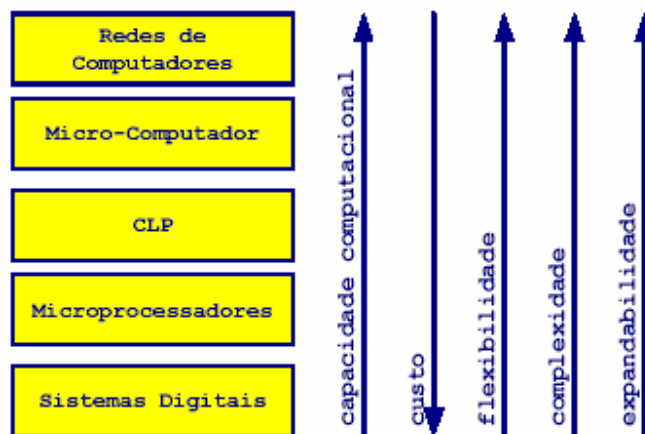 Redes de
Computadores
Micro-Computador
CLP
Microprocessadores
Sistemas Digitais
capacidade computacional
custo
flexibilidade
complexidade
expandabilidade